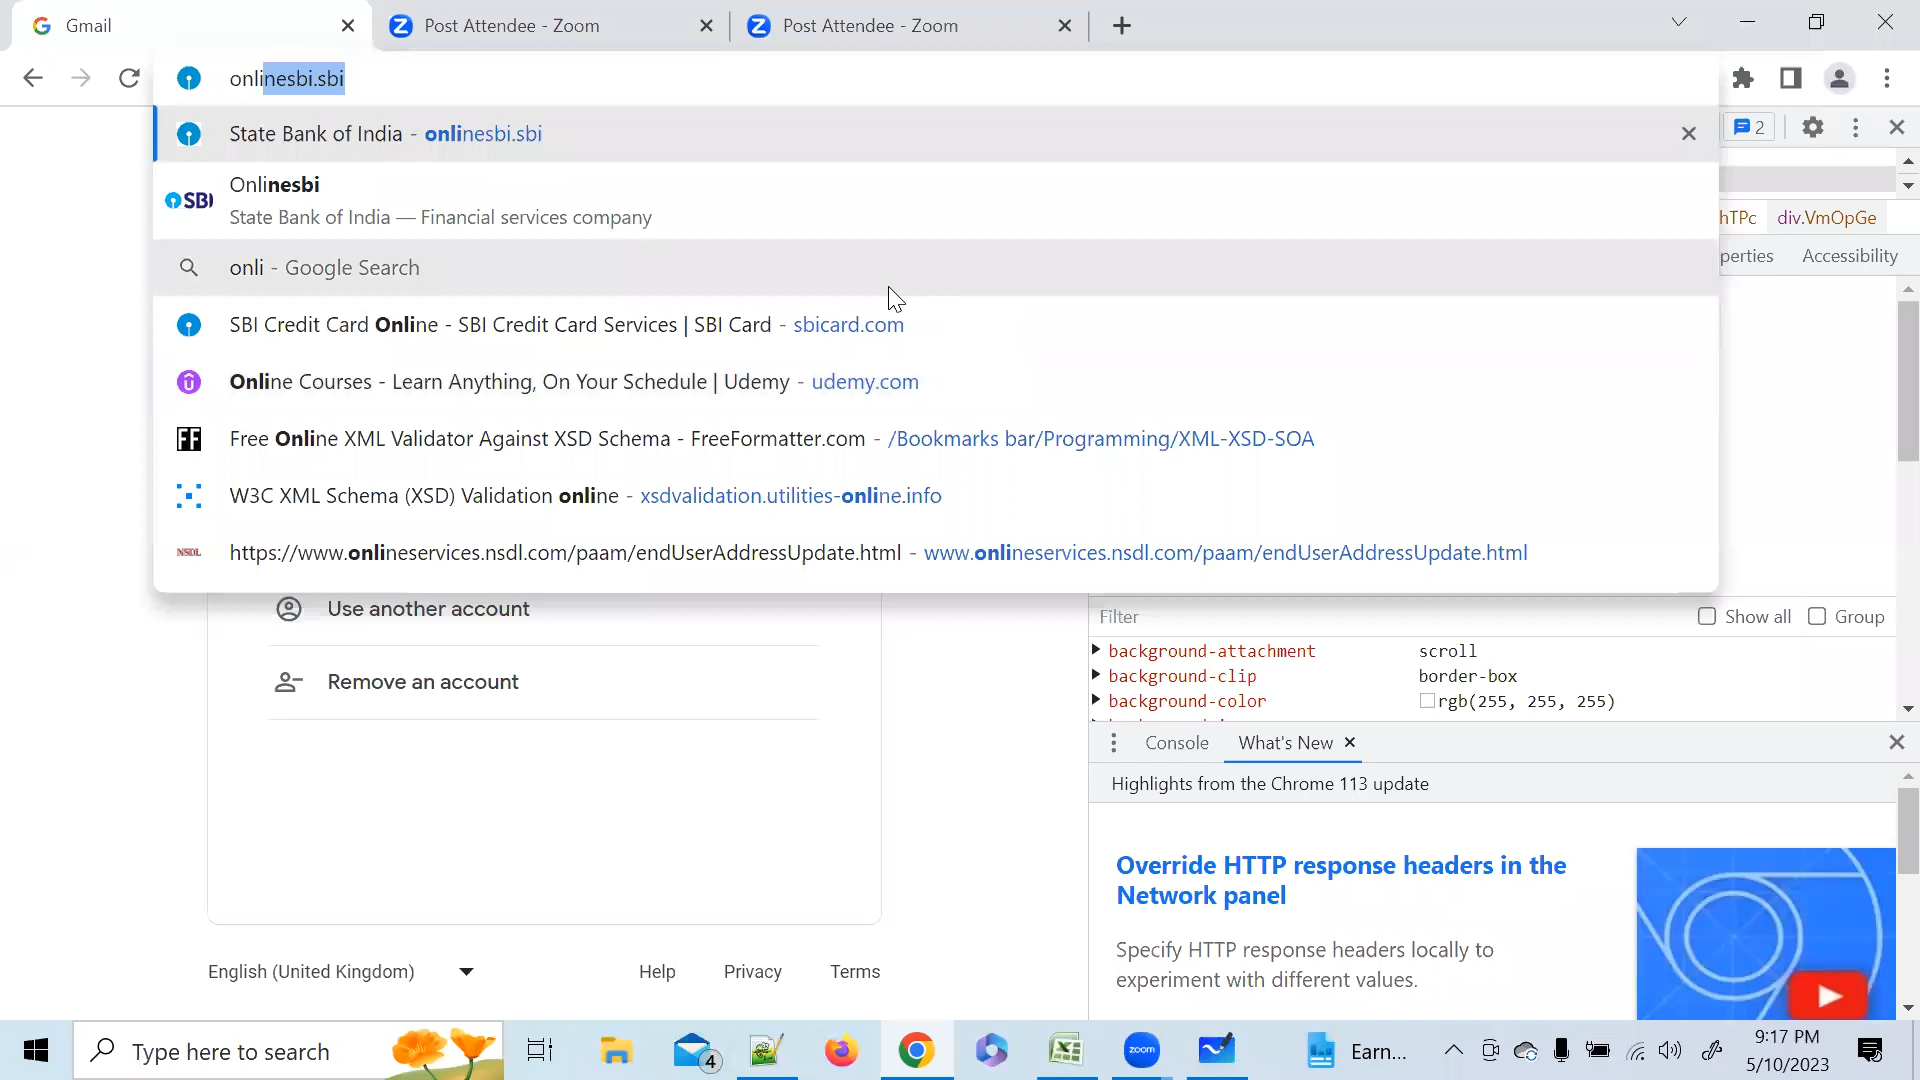 Gmail
Post Attendee - Zoom
Post Attendee - Zoom
onlinesbi.sbi
State Bank of India - onlinesbi.sbi
2
SBI
Onlinesbi
State Bank of India — Financial services company
hTPc
div.VmOpGe
onli - Google Search
perties
Accessibility
SBI Credit Card Online - SBI Credit Card Services | SBI Card - sbicard.com
Online Courses - Learn Anything, On Your Schedule | Udemy - udemy.com
FF
Free Online XML Validator Against XSD Schema - FreeFormatter.com - /Bookmarks bar/Programming/XML-XSD-SOA
W3C XML Schema (XSD) Validation online - xsdvalidation.utilities-online.info
NSDL
https://www.onlineservices.nsdl.com/paam/endUserAddressUpdate.html - www.onlineservices.nsdl.com/paam/endUserAddressUpdate.html
Use another account
Remove an account
English (United Kingdom)
Help
Privacy
Terms
Filter
Show all
Group
background-attachment scroll
background-clip border-box
background-color rgb(255, 255, 255)
Console
What's New
Highlights from the Chrome 113 update
Override HTTP response headers in the
Network panel
Specify HTTP response headers locally to
experiment with different values.
Type here to search
4
zoom
Earn...
9:17 PM
5/10/2023